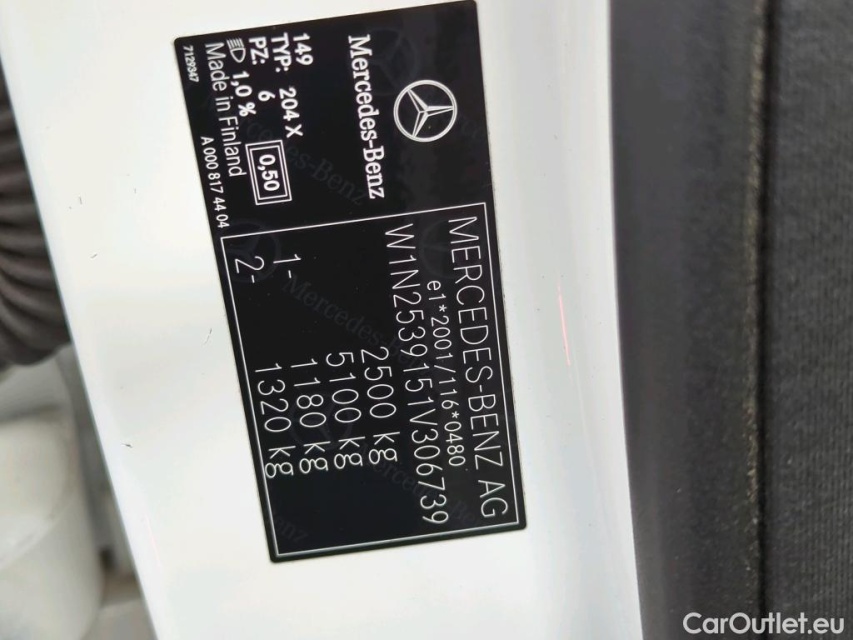 Mercedes-Benz
149
TYP: 204 X
PZ: 6
1,0 %
0,50
Made in Finland
7129347
A 000 817 44 04
MERCEDES-BENZ AG
e1*2001/116*0480
W1N2539151V306739
2500 kg
5100 kg
1- 1180 kg
2- 1320 kg
CarOutlet.eu